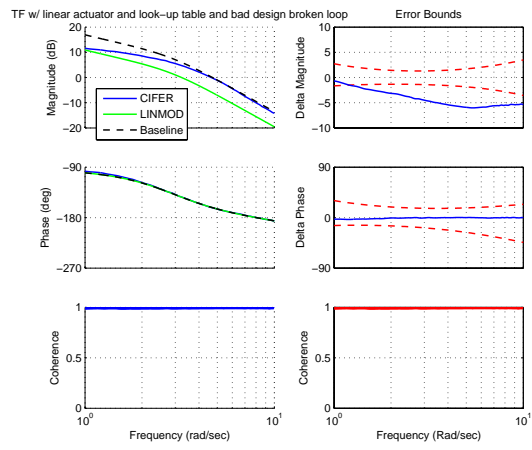 TF w/ linear actuator and look−up table and bad design broken loop
Magnitude (dB)
20
10
0
−10
−20
CIFER
LINMOD
Baseline
Error Bounds
Delta Magnitude
10
5
0
−5
−10
Phase (deg)
−90
−180
−270
Delta Phase
90
0
−90
Coherence
1
0.5
0
10^0
10^1
Frequency (rad/sec)
Coherence
1
0.5
0
10^0
10^1
Frequency (Rad/sec)